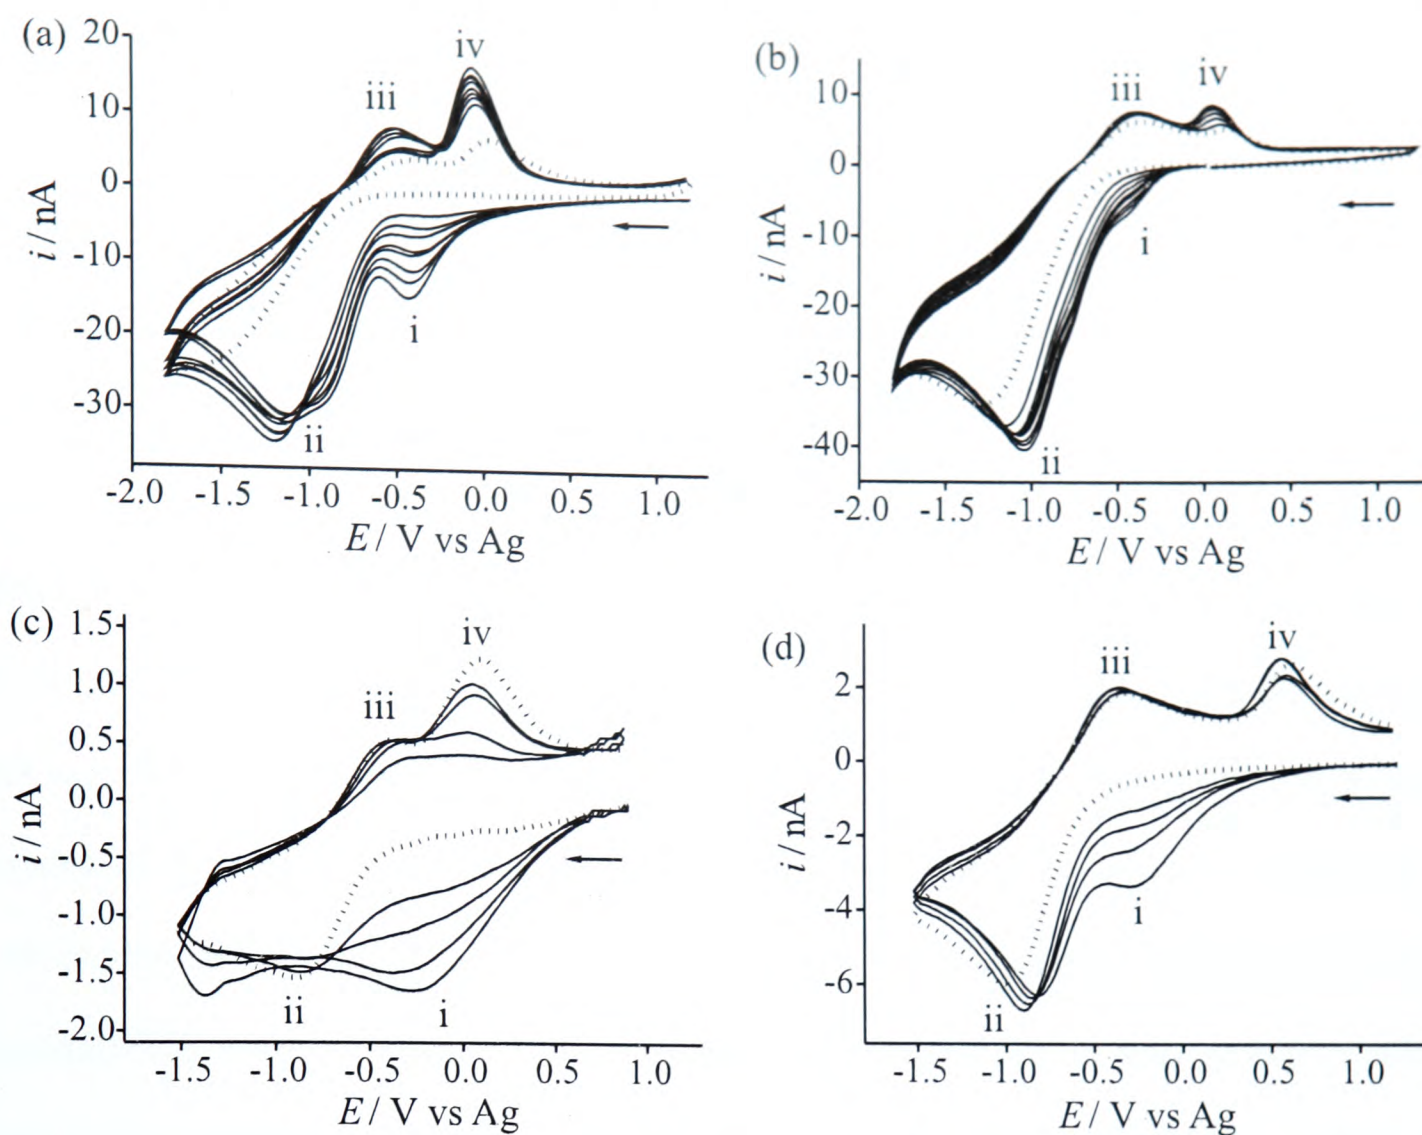 (a)
20
10
0
-10
-20
-30
i / nA
iii
iv
i
ii
-2.0 -1.5 -1.0 -0.5 0.0 0.5 1.0
E / V vs Ag
(b)
10
0
-10
-20
-30
-40
i / nA
iii
iv
i
ii
-2.0 -1.5 -1.0 -0.5 0.0 0.5 1.0
E / V vs Ag
(c)
1.5
1.0
0.5
0.0
-0.5
-1.0
-1.5
-2.0
i / nA
iii
iv
ii
i
-1.5 -1.0 -0.5 0.0 0.5 1.0
E / V vs Ag
(d)
2
0
-2
-4
-6
i / nA
iii
iv
i
ii
-1.5 -1.0 -0.5 0.0 0.5 1.0
E / V vs Ag